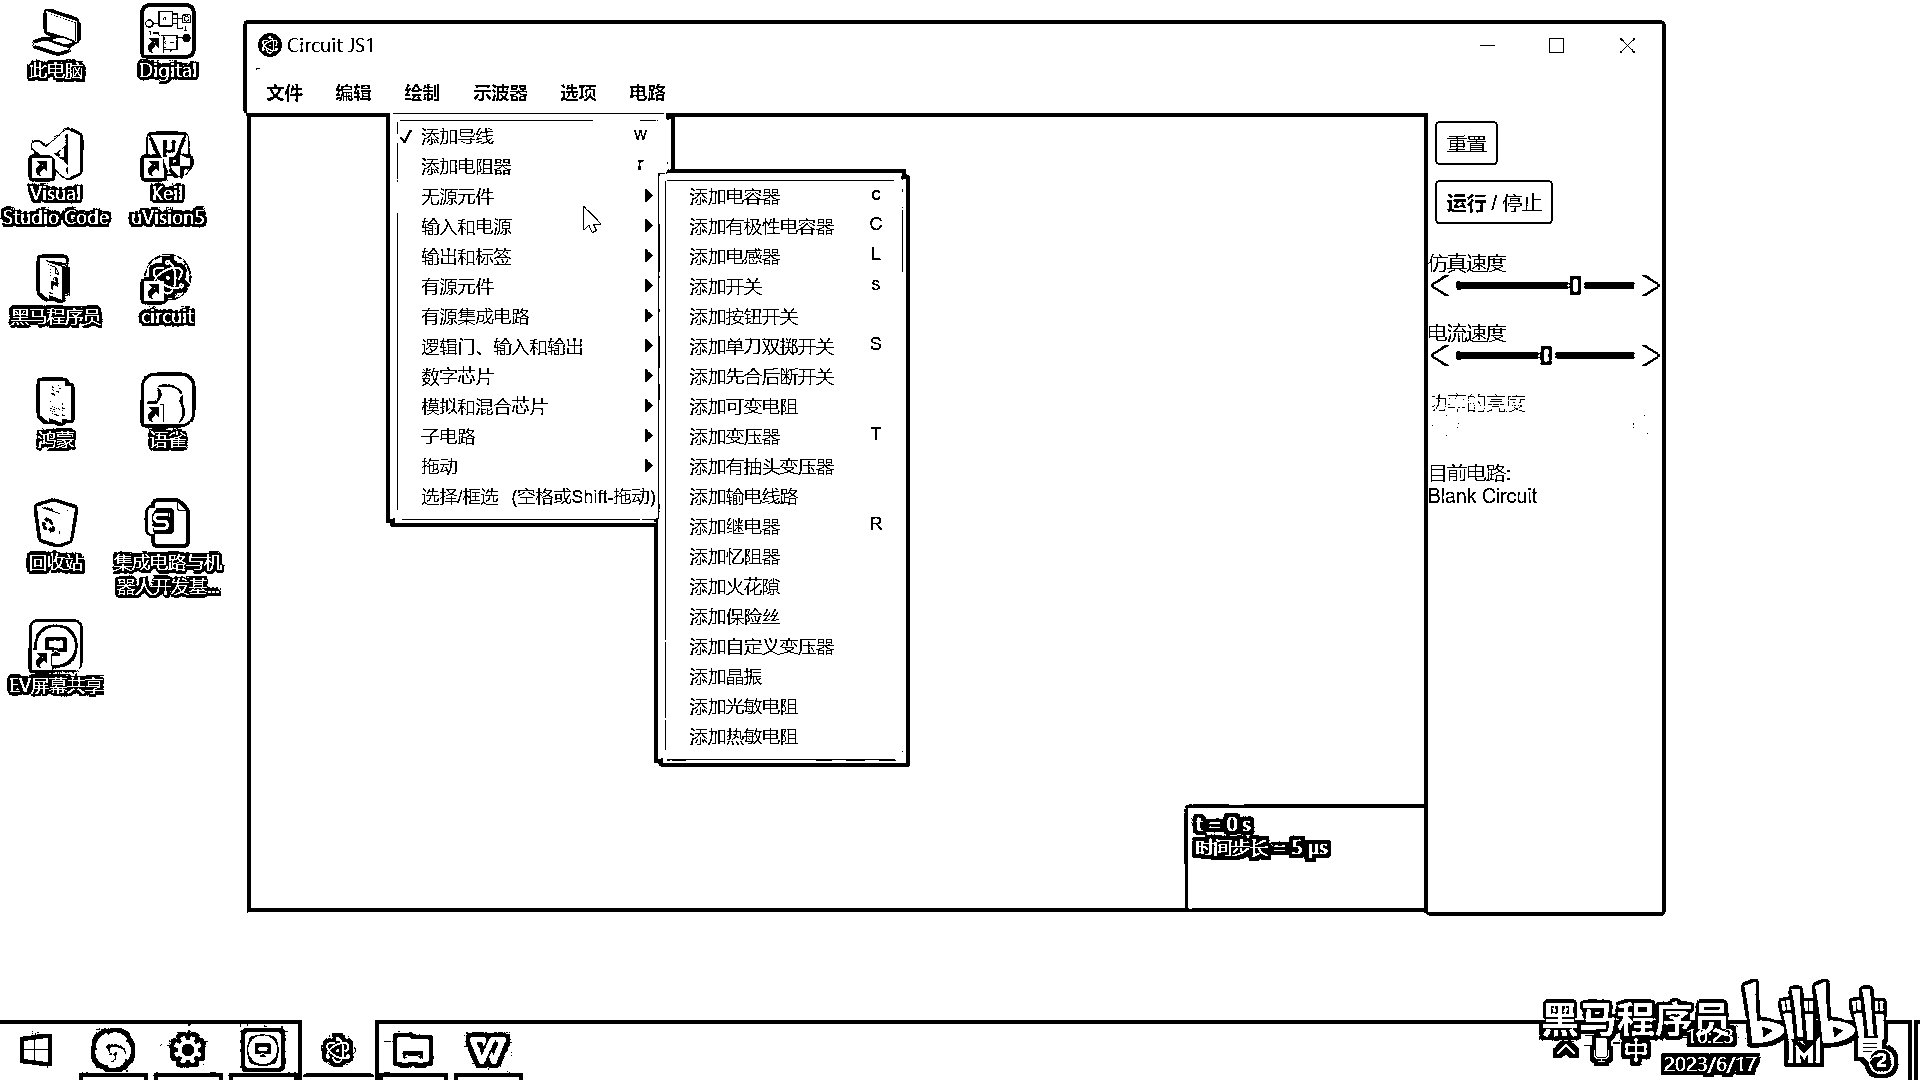 此电脑
Digital
Visual
Studio Code
Keil
uVision5
黑马程序员
circuit
鸿蒙
语雀
回收站
集成电路与机
器人开发基...
EV屏幕共享
Circuit JS1
文件 编辑 绘制 示波器 选项 电路
添加导线 w
添加电阻器 r
无源元件
输入和电源
输出和标签
有源元件
有源集成电路
逻辑门、输入和输出
数字芯片
模拟和混合芯片
子电路
拖动
选择/框选 (空格或Shift-拖动)
添加电容器 c
添加有极性电容器 C
添加电感器 L
添加开关 s
添加按钮开关
添加单刀双掷开关 S
添加先合后断开关
添加可变电阻
添加变压器 T
添加有抽头变压器
添加输电线路
添加继电器 R
添加忆阻器
添加火花隙
添加保险丝
添加自定义变压器
添加晶振
添加光敏电阻
添加热敏电阻
重置
运行 / 停止
仿真速度
电流速度
功率的亮度
目前电路:
Blank Circuit
t = 0 s
时间步长 = 5 μs
黑马程序员
bilibili
中
16:23
2023/6/17
2